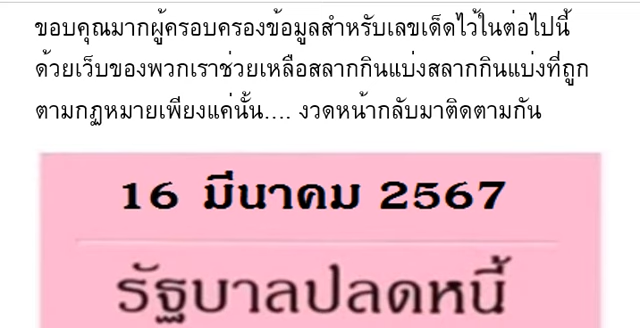 ขอบคุณมากผู้ครอบครองข้อมูลสำหรับเลขเด็ดไว้ในต่อไปนี้
ด้วยเว็บของพวกเราช่วยเหลือสลากกินแบ่งสลากกินแบ่งที่ถูก
ตามกฏหมายเพียงแค่นั้น.... งวดหน้ากลับมาติดตามกัน
16 มีนาคม 2567
รัฐบาลปลดหนี้